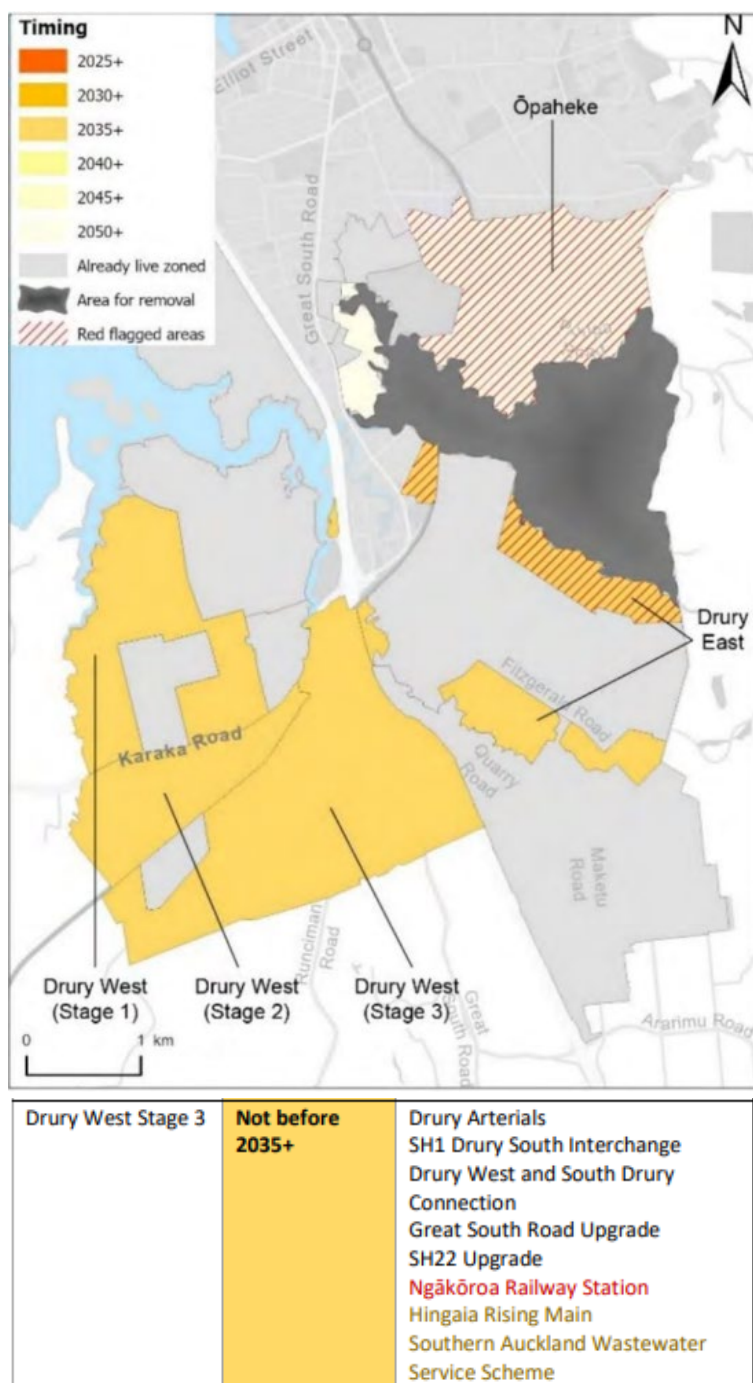 Timing
2025+
2030+
2035+
2040+
2045+
2050+
Already live zoned
Area for removal
Red flagged areas
N
Elliot Street
Great South Road
Ōpaheke
Drury
East
Fitzgerald Road
Quarry
Road
Karaka Road
Maketu
Road
Runciman
Road
Great
South Road
Ararimu Road
Drury West
(Stage 1)
Drury West
(Stage 2)
Drury West
(Stage 3)
0 1 km
Drury West Stage 3
Not before
2035+
Drury Arterials
SH1 Drury South Interchange
Drury West and South Drury
Connection
Great South Road Upgrade
SH22 Upgrade
Ngākōroa Railway Station
Hingaia Rising Main
Southern Auckland Wastewater
Service Scheme